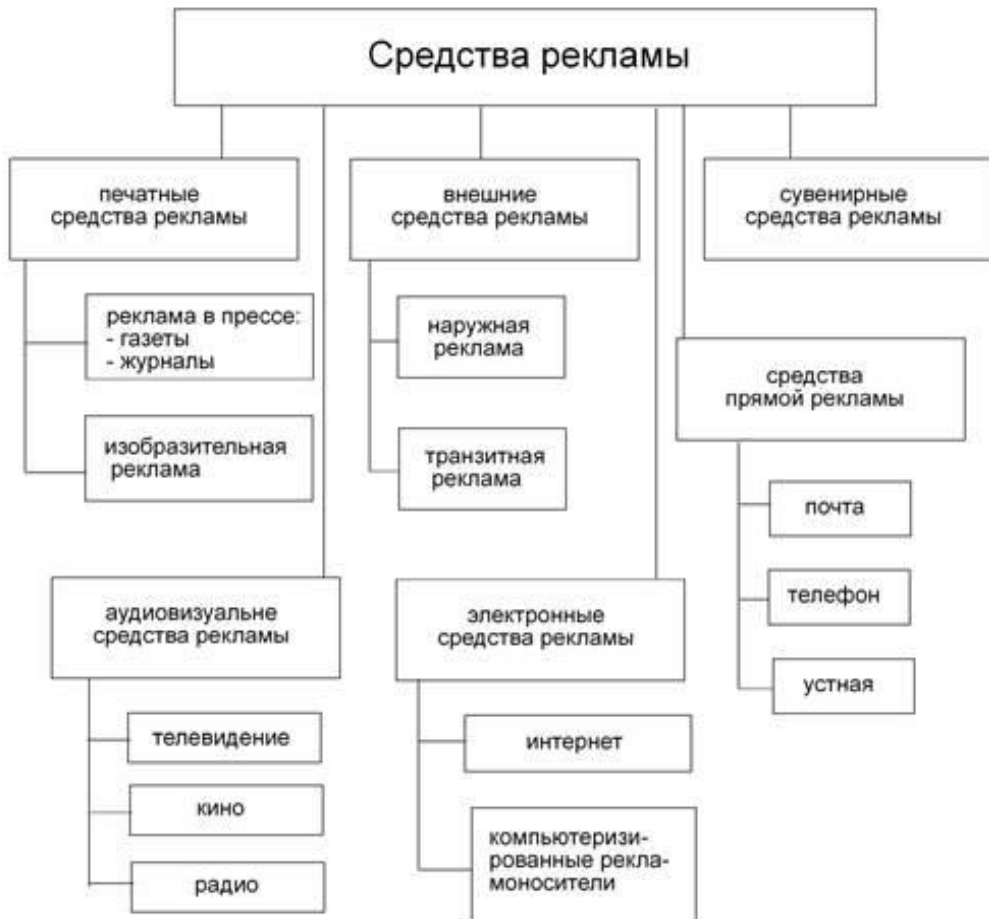 Средства рекламы
печатные
средства рекламы
внешние
средства рекламы
сувенирные
средства рекламы
реклама в прессе:
- газеты
- журналы
изобразительная
реклама
наружная
реклама
транзитная
реклама
средства
прямой рекламы
почта
телефон
устная
аудиовизуальне
средства рекламы
телевидение
кино
радио
электронные
средства рекламы
интернет
компьютеризи-
рованные рекла-
моносители